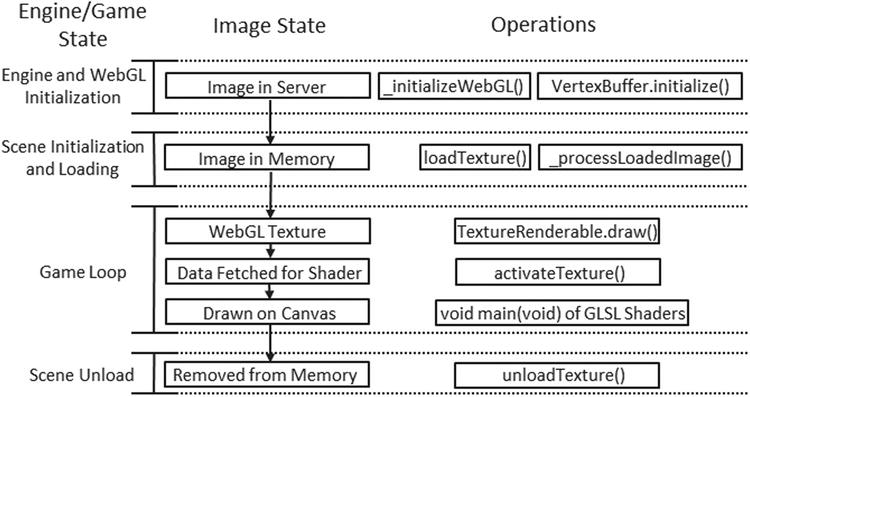 Engine/Game
State
Image State
Operations
Engine and WebGL
Initialization
Image in Server
_initializeWebGL()
VertexBuffer.initialize()
Scene Initialization
and Loading
Image in Memory
loadTexture()
_processLoadedImage()
Game Loop
WebGL Texture
TextureRenderable.draw()
Data Fetched for Shader
activateTexture()
Drawn on Canvas
void main(void) of GLSL Shaders
Scene Unload
Removed from Memory
unloadTexture()